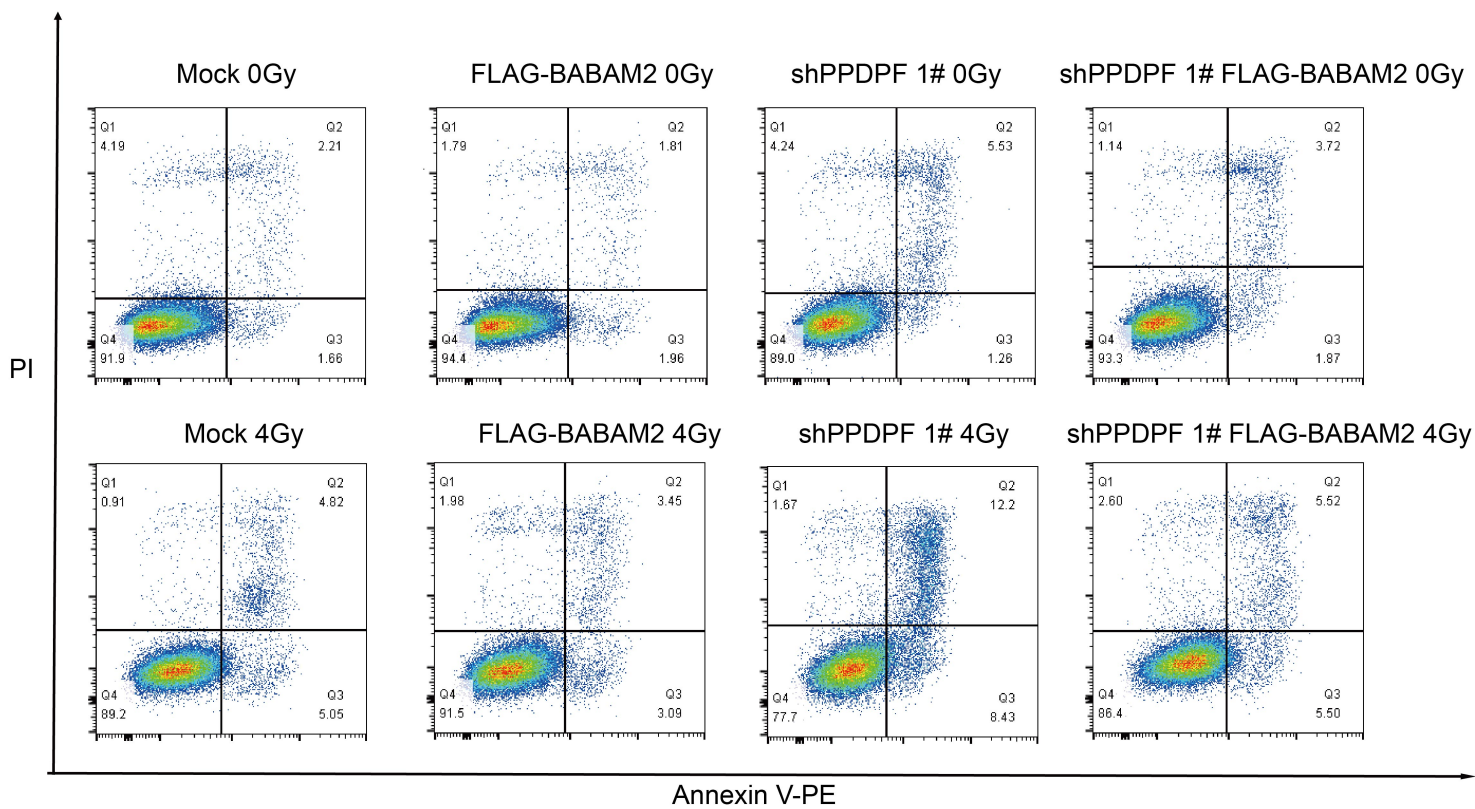 Mock 0Gy
FLAG-BABAM2 0Gy
shPPDPF 1# 0Gy
shPPDPF 1# FLAG-BABAM2 0Gy
Q1
4.19
Q2
2.21
Q4
91.9
Q3
1.66
Q1
1.79
Q2
1.81
Q4
94.4
Q3
1.96
Q1
4.24
Q2
5.53
Q4
89.0
Q3
1.26
Q1
1.14
Q2
3.72
Q4
93.3
Q3
1.87
PI
Mock 4Gy
FLAG-BABAM2 4Gy
shPPDPF 1# 4Gy
shPPDPF 1# FLAG-BABAM2 4Gy
Q1
0.91
Q2
4.82
Q4
89.2
Q3
5.05
Q1
1.98
Q2
3.45
Q4
91.5
Q3
3.09
Q1
1.67
Q2
12.2
Q4
77.7
Q3
8.43
Q1
2.60
Q2
5.52
Q4
86.4
Q3
5.50
Annexin V-PE